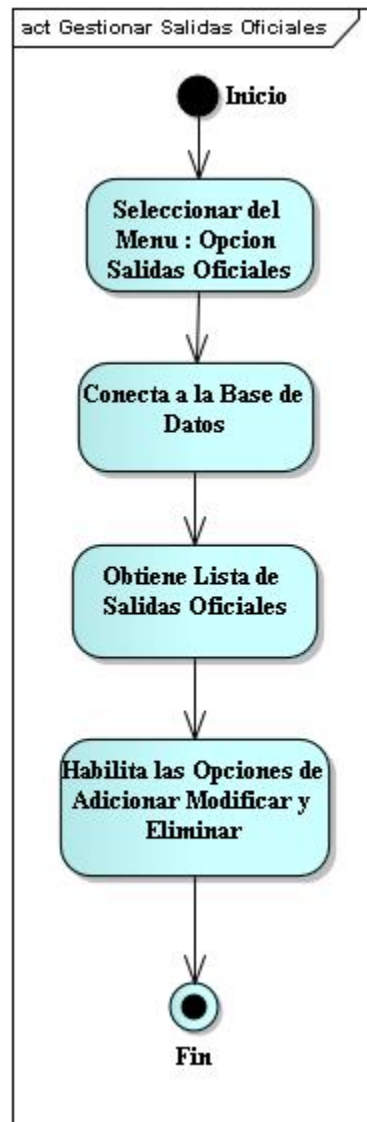 act Gestionar Salidas Oficiales
Inicio
Seleccionar del
Menu : Opcion
Salidas Oficiales
Conecta a la Base de
Datos
Obtiene Lista de
Salidas Oficiales
Habilita las Opciones de
Adicionar Modificar y
Eliminar
Fin